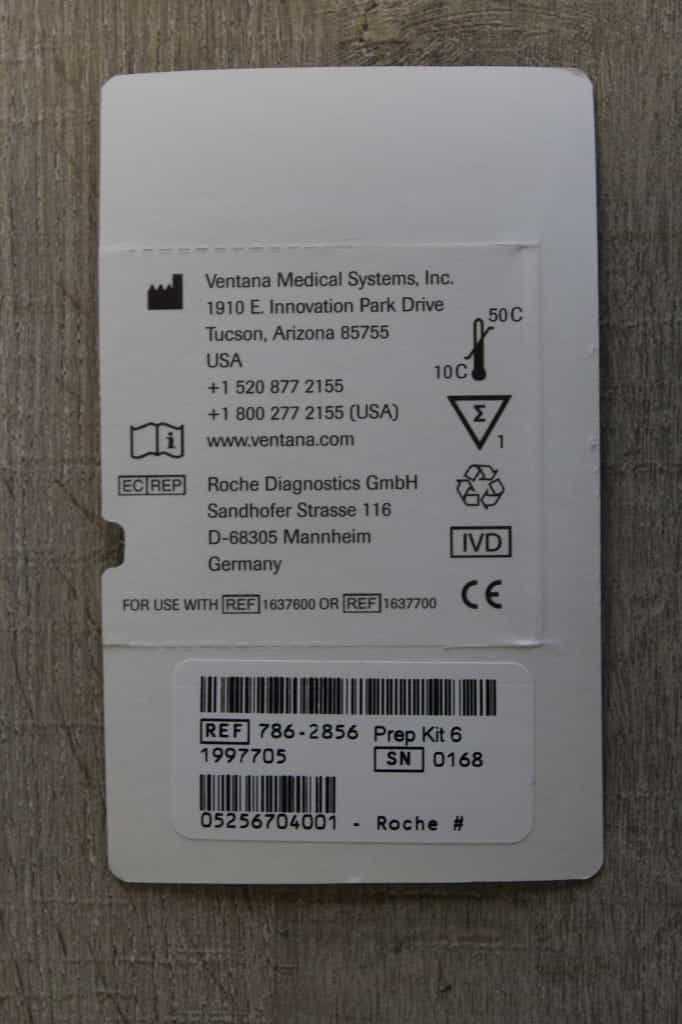 Ventana Medical Systems, Inc.
1910 E. Innovation Park Drive
Tucson, Arizona 85755
USA
+1 520 877 2155
+1 800 277 2155 (USA)
www.ventana.com
50 C
10 C
Σ
1
i
EC REP
Roche Diagnostics GmbH
Sandhofer Strasse 116
D-68305 Mannheim
Germany
IVD
FOR USE WITH REF 1637600 OR REF 1637700
CE
REF 786-2856 Prep Kit 6
1997705 SN 0168
05256704001 - Roche #